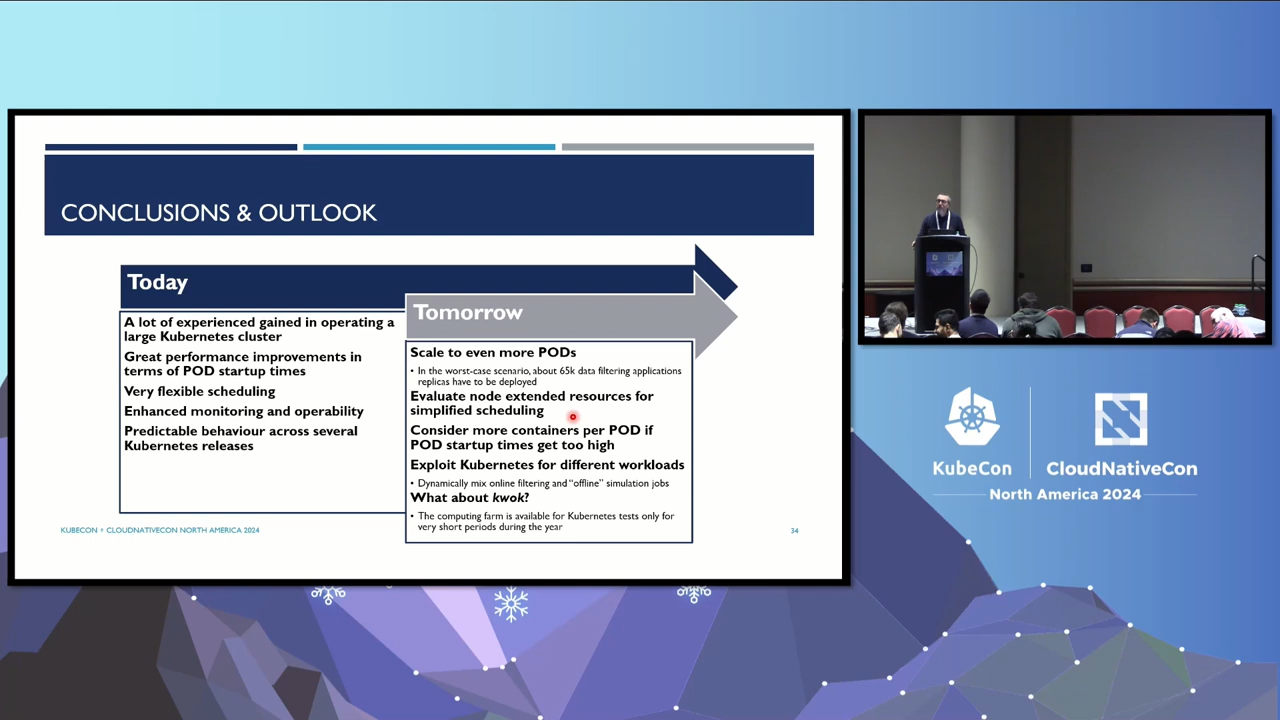 CONCLUSIONS & OUTLOOK
Today
A lot of experienced gained in operating a
large Kubernetes cluster
Great performance improvements in
terms of POD startup times
Very flexible scheduling
Enhanced monitoring and operability
Predictable behaviour across several
Kubernetes releases
Tomorrow
Scale to even more PODs
• In the worst-case scenario, about 65k data filtering applications
replicas have to be deployed
Evaluate node extended resources for
simplified scheduling
Consider more containers per POD if
POD startup times get too high
Exploit Kubernetes for different workloads
• Dynamically mix online filtering and "offline" simulation jobs
What about kwok?
• The computing farm is available for Kubernetes tests only for
very short periods during the year
KUBECON + CLOUDNATIVECON NORTH AMERICA 2024
34
KubeCon
CloudNativeCon
North America 2024